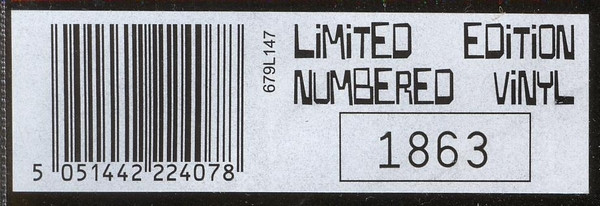 5 051442 224078
679L147
LiMiTED EDiTiON
NUMBERED ViNYL
1863